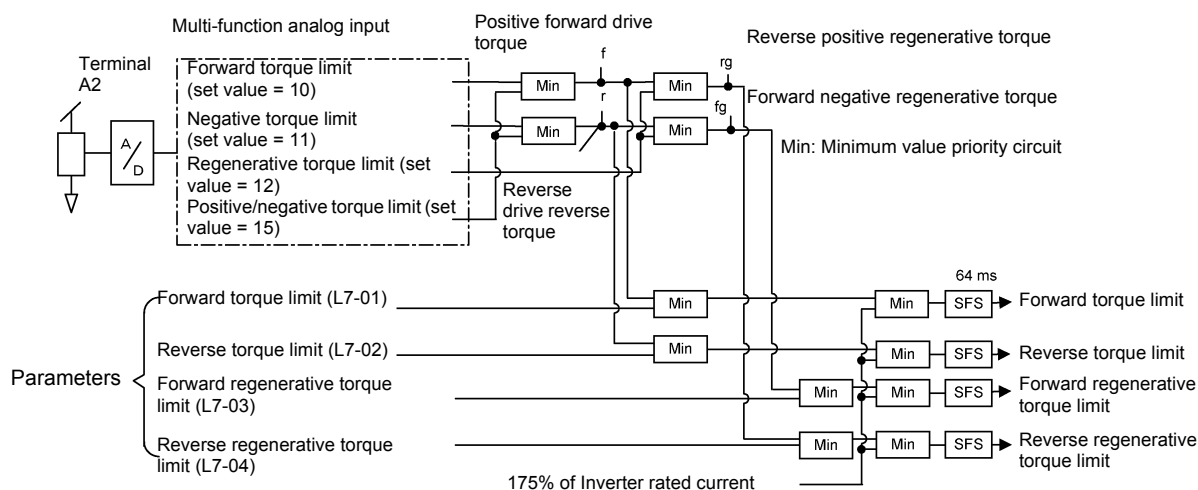 Multi-function analog input
Positive forward drive
torque
Reverse positive regenerative torque
Terminal
A2
Forward torque limit
(set value = 10)
f
rg
Min
Min
Negative torque limit
(set value = 11)
r
fg
Forward negative regenerative torque
A/D
Min
Min
Min: Minimum value priority circuit
Regenerative torque limit (set
value = 12)
Positive/negative torque limit (set
value = 15)
Reverse
drive reverse
torque
64 ms
Parameters
Forward torque limit (L7-01)
Min
Min
SFS
Forward torque limit
Reverse torque limit (L7-02)
Min
Min
SFS
Reverse torque limit
Forward regenerative torque
limit (L7-03)
Min
Min
SFS
Forward regenerative
torque limit
Reverse regenerative torque
limit (L7-04)
Min
Min
SFS
Reverse regenerative
torque limit
175% of Inverter rated current